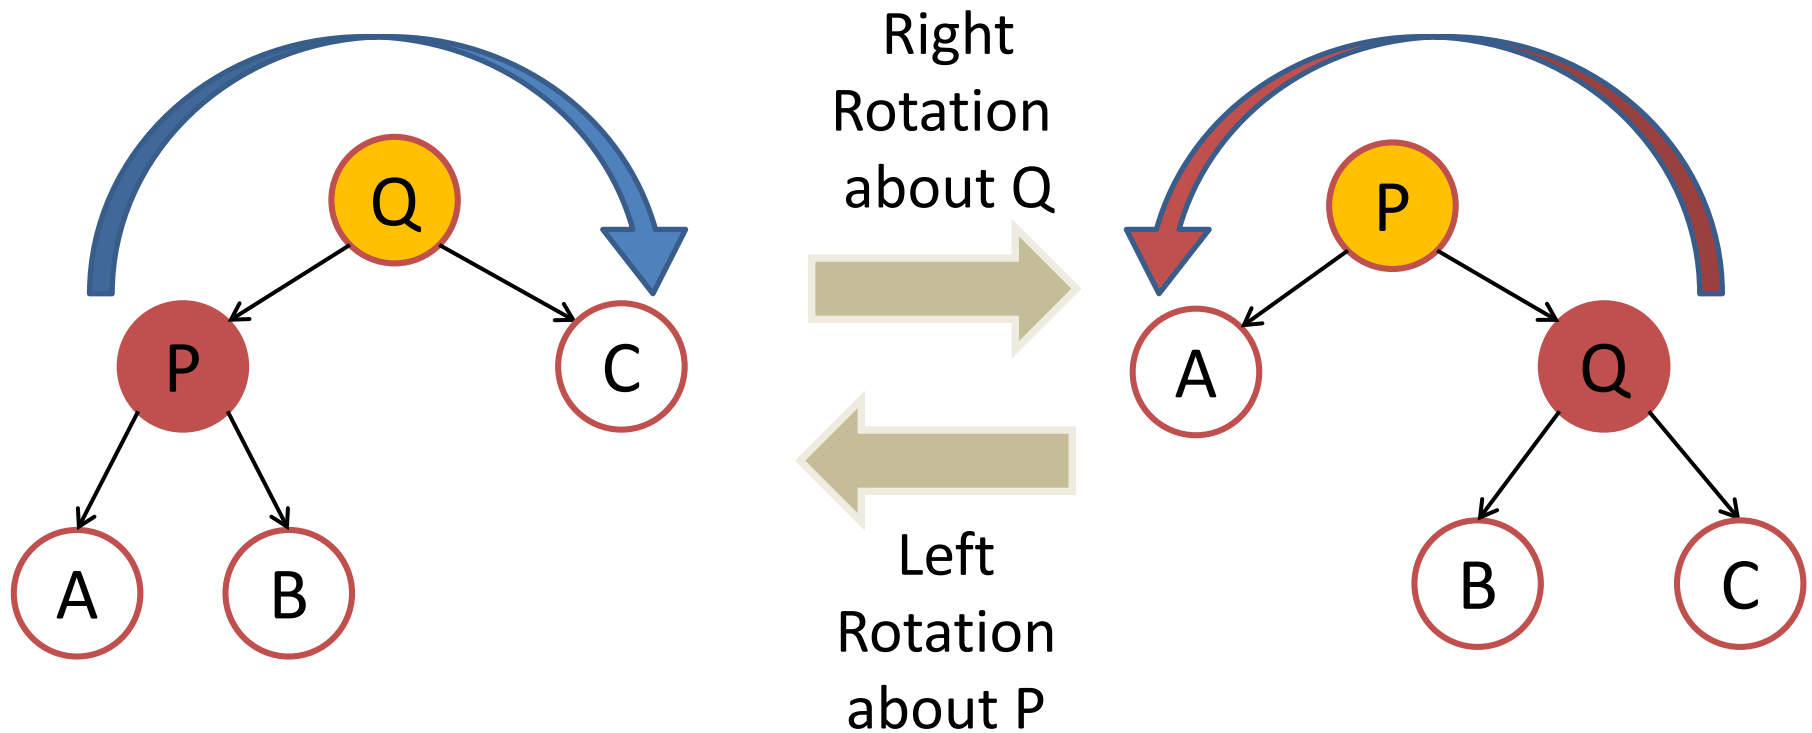 Q
P
C
A
B
Right
Rotation
about Q
Left
Rotation
about P
P
A
Q
B
C